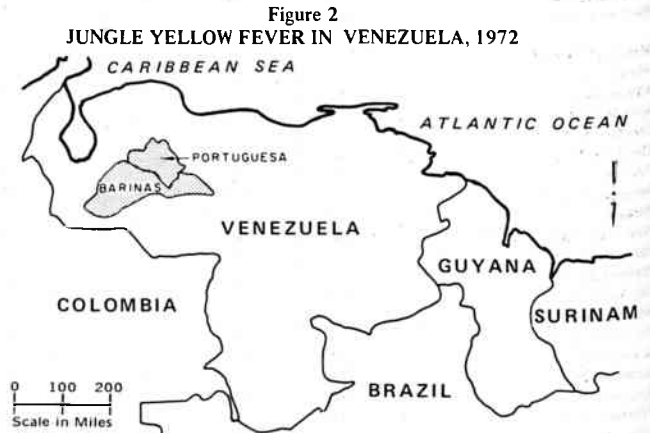 Figure 2
JUNGLE YELLOW FEVER IN VENEZUELA, 1972
CARIBBEAN SEA
ATLANTIC OCEAN
PORTUGUESA
BARINAS
VENEZUELA
GUYANA
COLOMBIA
SURINAM
BRAZIL
0 100 200
Scale in Miles